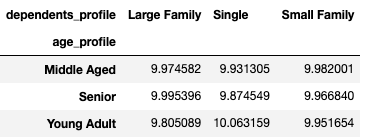 dependents_profile Large Family Single Small Family
age_profile
Middle Aged 9.974582 9.931305 9.982001
Senior 9.995396 9.874549 9.966840
Young Adult 9.805089 10.063159 9.951654